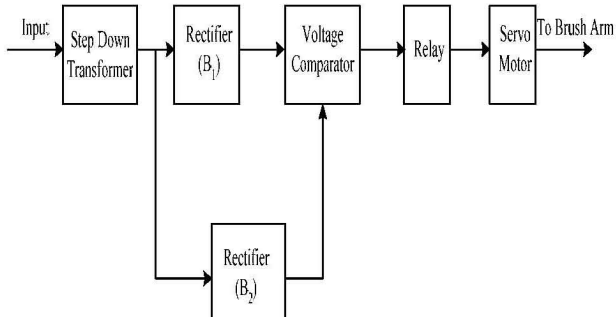 Input
Step Down
Transformer
Rectifier
(B₁)
Voltage
Comparator
Relay
Servo
Motor
To Brush Arm
Rectifier
(B₂)